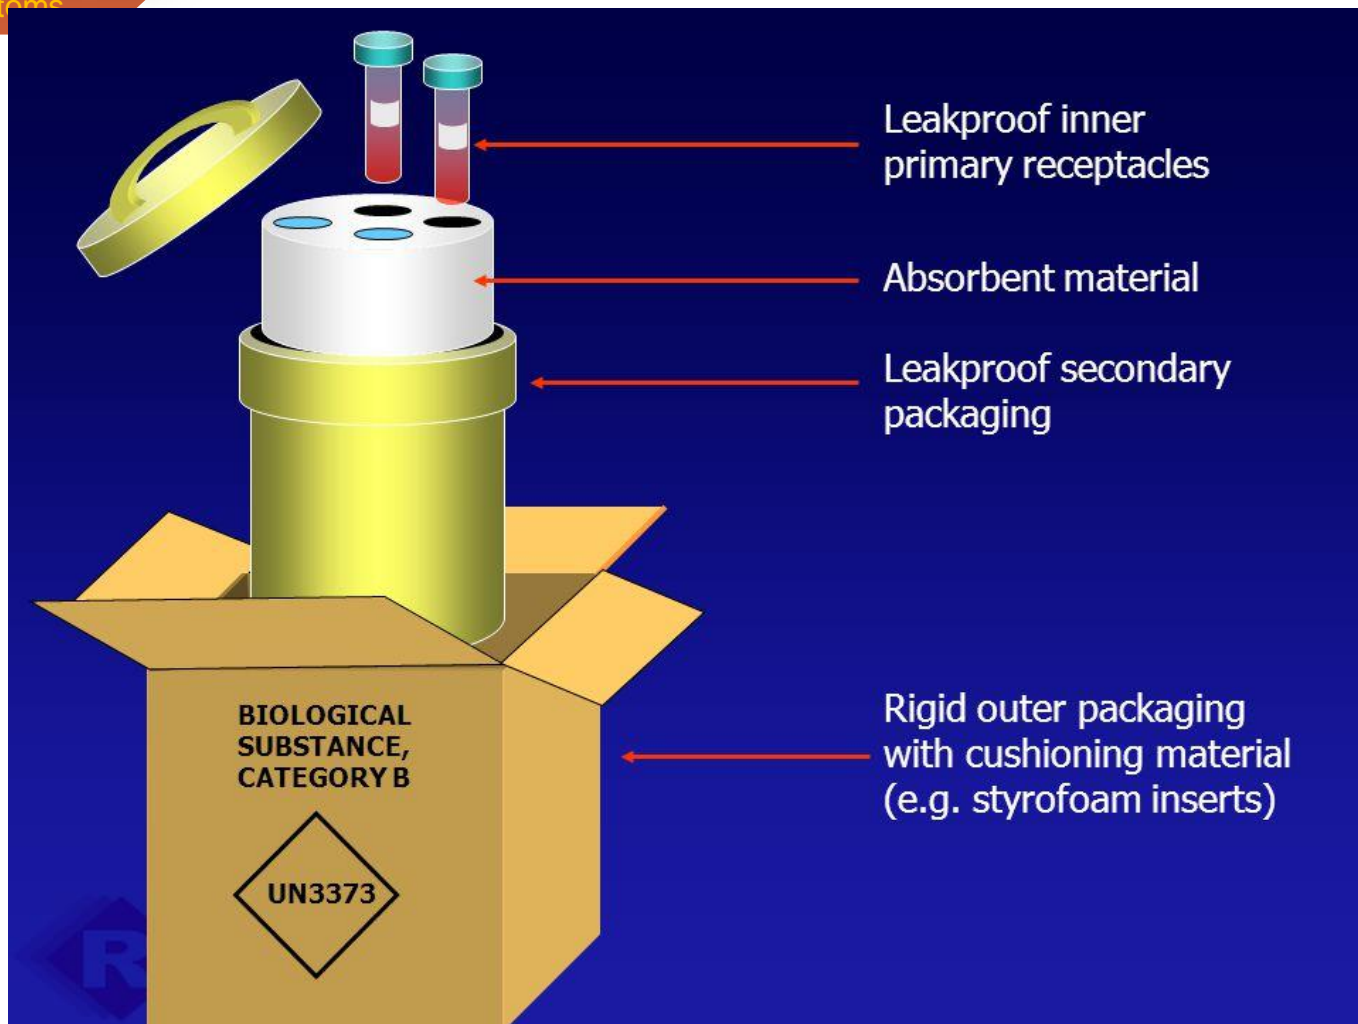 Leakproof inner
primary receptacles
Absorbent material
Leakproof secondary
packaging
Rigid outer packaging
with cushioning material
(e.g. styrofoam inserts)
BIOLOGICAL
SUBSTANCE,
CATEGORY B
UN3373
R